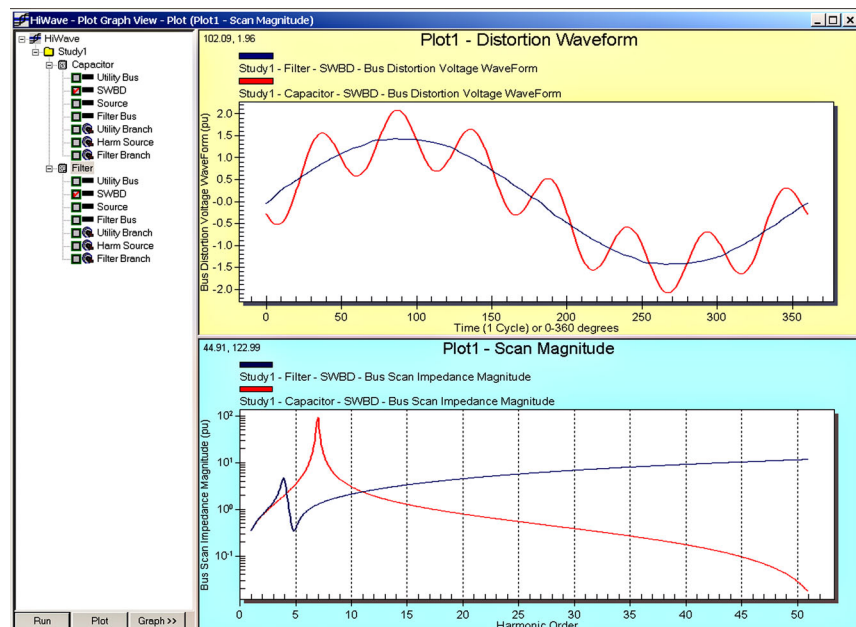 HiWave - Plot Graph View - Plot (Plot1 - Scan Magnitude)
HiWave
Study1
Capacitor
Utility Bus
SWBD
Source
Filter Bus
Utility Branch
Harm Source
Filter Branch
Filter
Utility Bus
SWBD
Source
Filter Bus
Utility Branch
Harm Source
Filter Branch
Run
Plot
Graph >>
102.09, 1.96
Plot1 - Distortion Waveform
Study1 - Filter - SWBD - Bus Distortion Voltage WaveForm
Study1 - Capacitor - SWBD - Bus Distortion Voltage WaveForm
Bus Distortion Voltage WaveForm (pu)
2.0
1.5
1.0
0.5
-0.0
-0.5
-1.0
-1.5
-2.0
0 50 100 150 200 250 300 350
Time (1 Cycle) or 0-360 degrees
44.91, 122.99
Plot1 - Scan Magnitude
Study1 - Filter - SWBD - Bus Scan Impedance Magnitude
Study1 - Capacitor - SWBD - Bus Scan Impedance Magnitude
Bus Scan Impedance Magnitude (pu)
10²
10¹
10⁰
10⁻¹
0 5 10 15 20 25 30 35 40 45 50
Harmonic Order